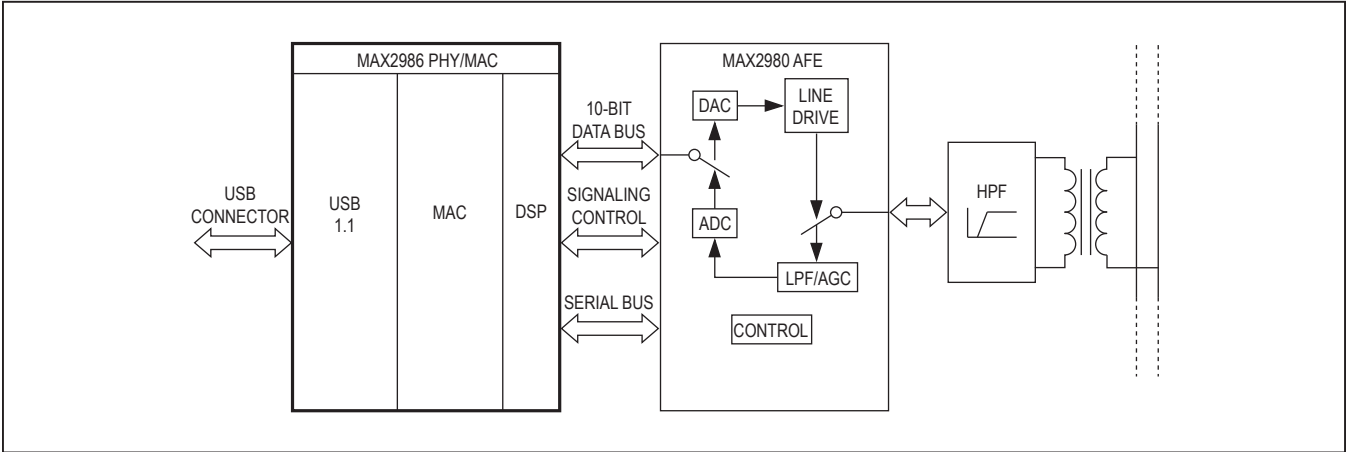 MAX2986 PHY/MAC
MAX2980 AFE
USB
CONNECTOR
USB
1.1
MAC
DSP
10-BIT
DATA BUS
SIGNALING
CONTROL
SERIAL BUS
DAC
LINE
DRIVE
ADC
LPF/AGC
CONTROL
HPF